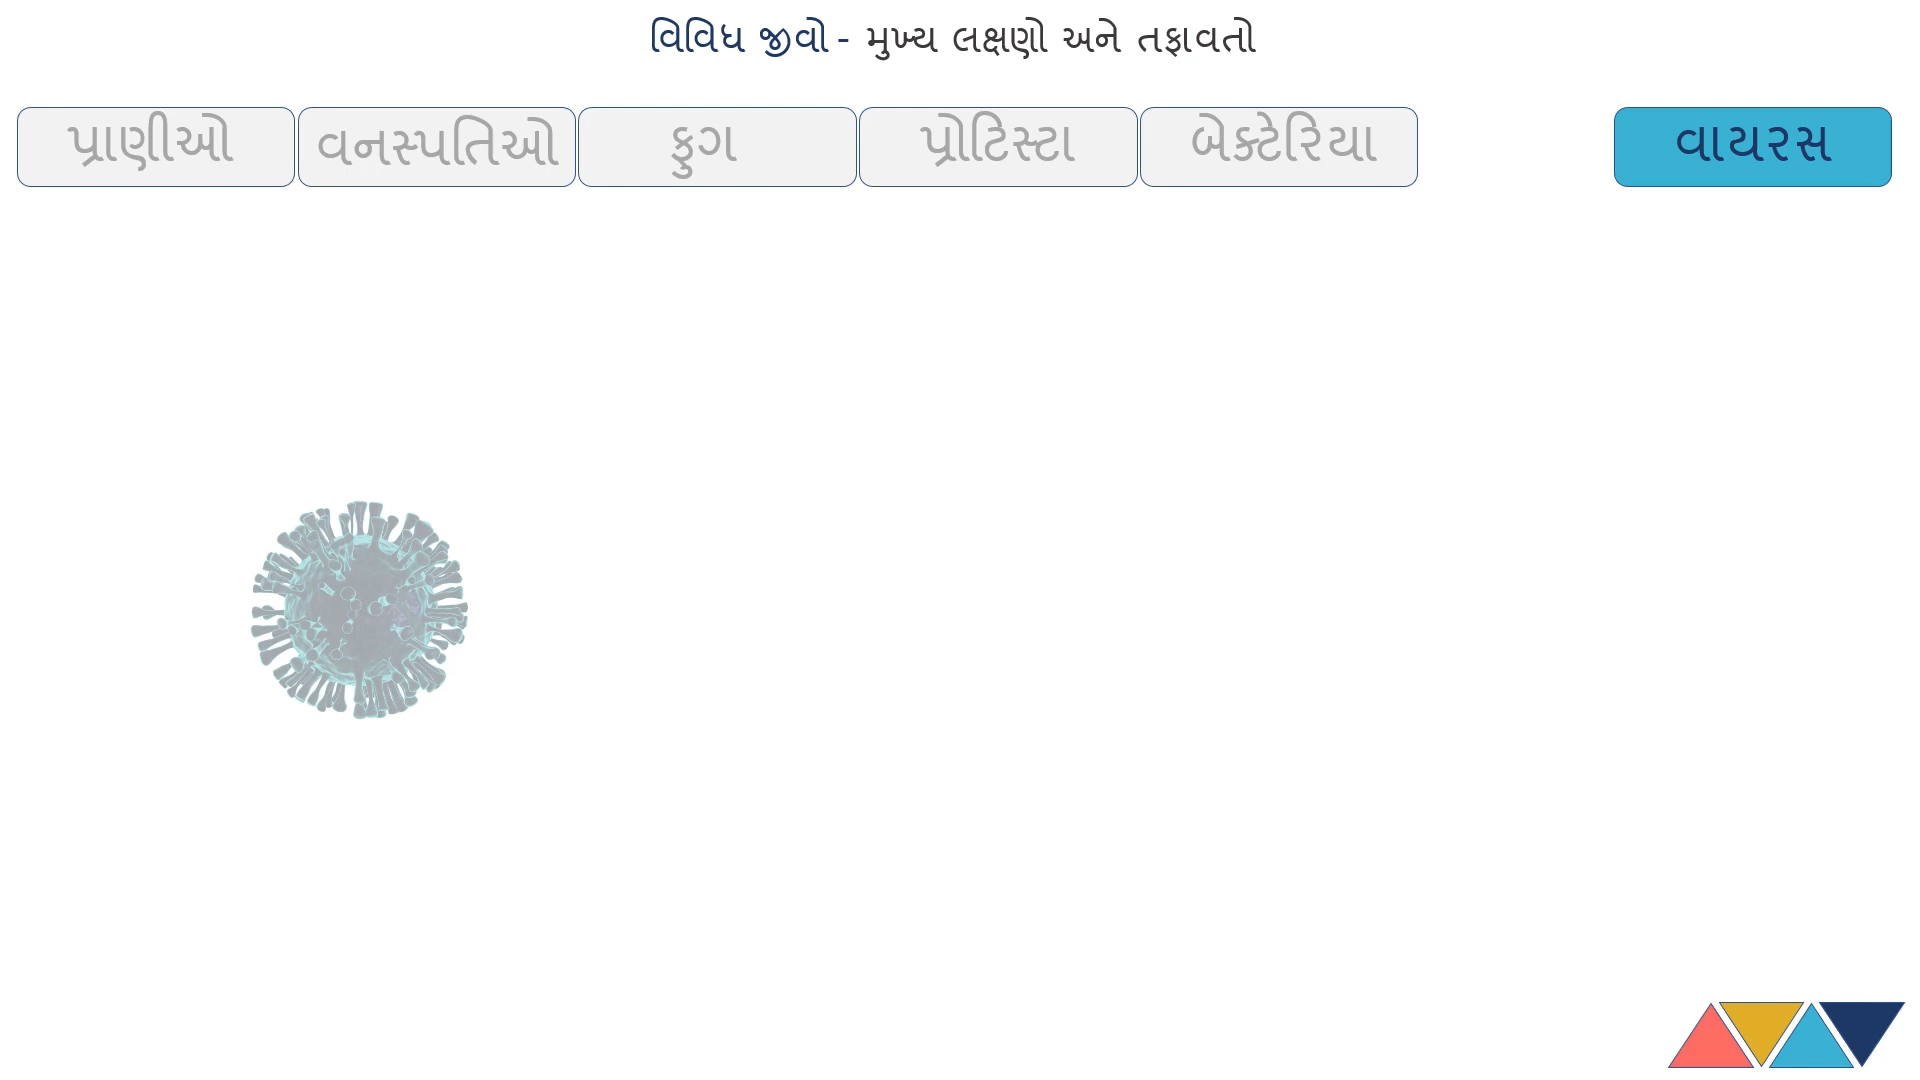 વિવિધ જીવો - મુખ્ય લક્ષણો અને તફાવતો
પ્રાણીઓ વનસ્પતિઓ ફુગ પ્રોટિસ્ટા બેક્ટેરિયા વાયરસ